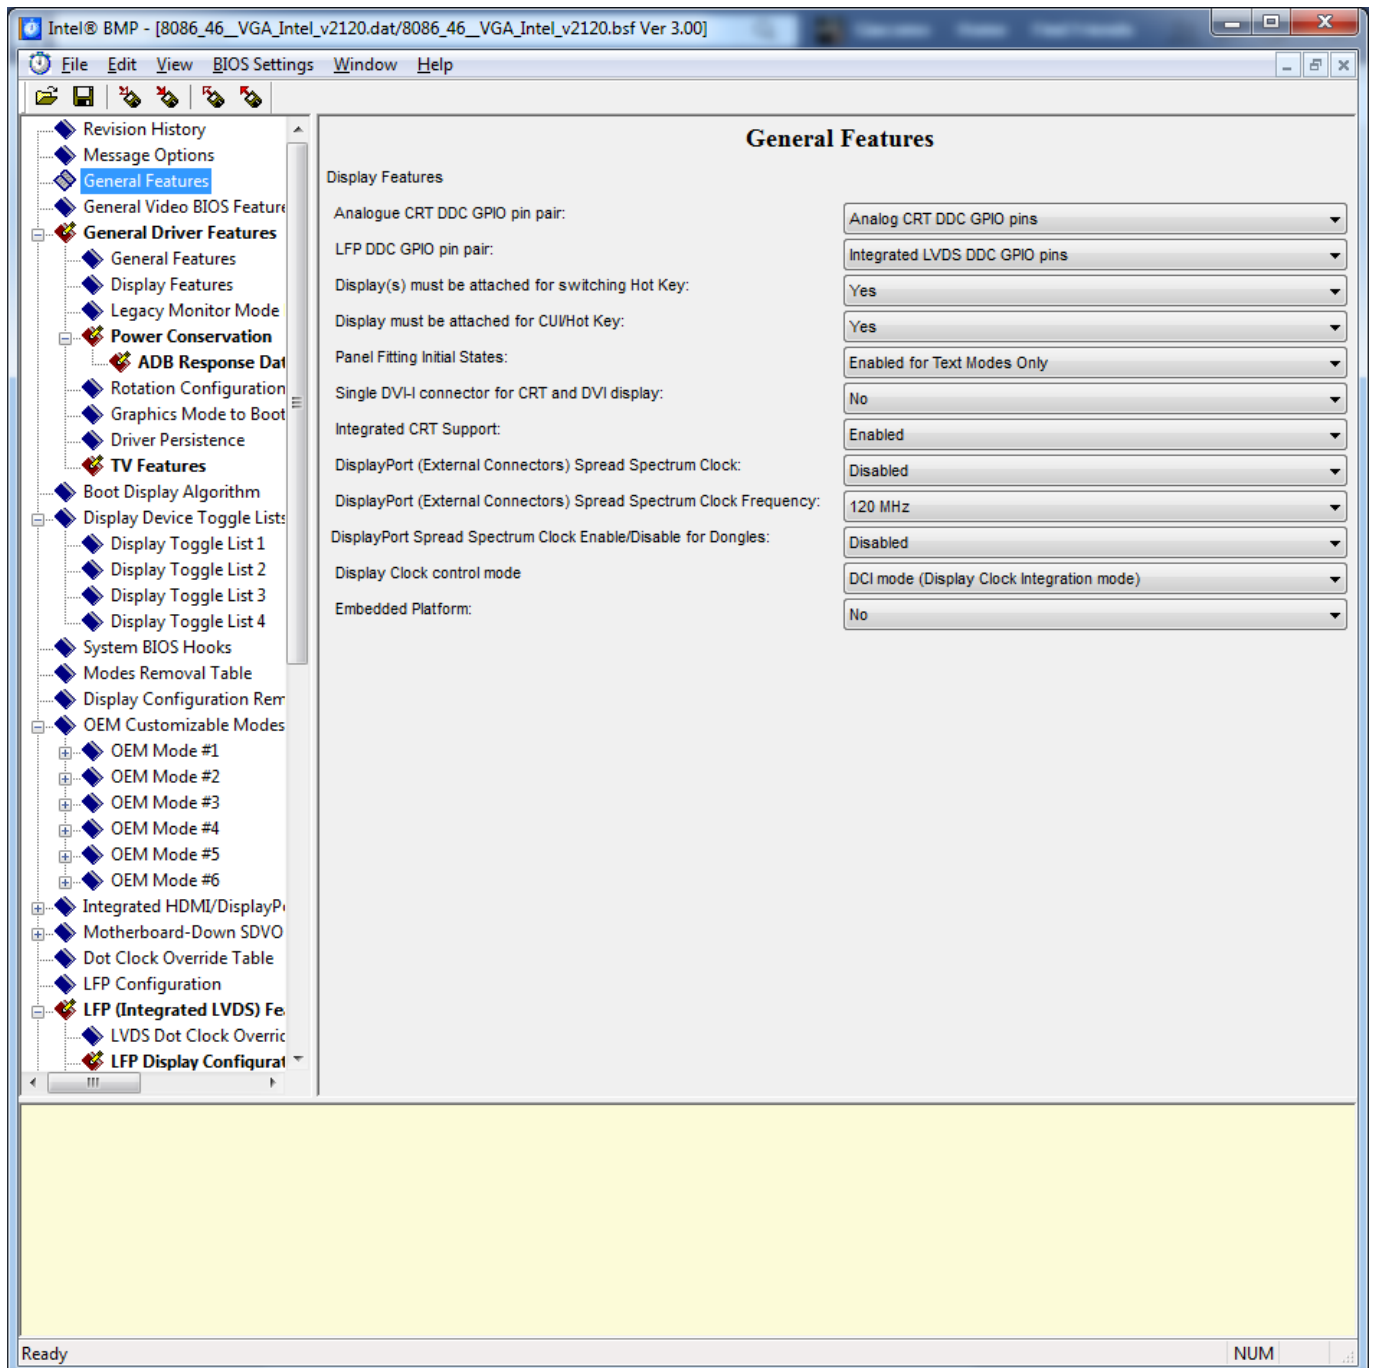 Intel® BMP - [8086_46__VGA_Intel_v2120.dat/8086_46__VGA_Intel_v2120.bsf Ver 3.00]
File Edit View BIOS Settings Window Help
Revision History
Message Options
General Features
General Video BIOS Feature
General Driver Features
General Features
Display Features
Legacy Monitor Mode
Power Conservation
ADB Response Dat
Rotation Configuration
Graphics Mode to Boot
Driver Persistence
TV Features
Boot Display Algorithm
Display Device Toggle Lists
Display Toggle List 1
Display Toggle List 2
Display Toggle List 3
Display Toggle List 4
System BIOS Hooks
Modes Removal Table
Display Configuration Rem
OEM Customizable Modes
OEM Mode #1
OEM Mode #2
OEM Mode #3
OEM Mode #4
OEM Mode #5
OEM Mode #6
Integrated HDMI/DisplayP
Motherboard-Down SDVO
Dot Clock Override Table
LFP Configuration
LFP (Integrated LVDS) Fe
LVDS Dot Clock Overric
LFP Display Configurat
General Features
Display Features
Analogue CRT DDC GPIO pin pair: Analog CRT DDC GPIO pins
LFP DDC GPIO pin pair: Integrated LVDS DDC GPIO pins
Display(s) must be attached for switching Hot Key: Yes
Display must be attached for CUI/Hot Key: Yes
Panel Fitting Initial States: Enabled for Text Modes Only
Single DVI-I connector for CRT and DVI display: No
Integrated CRT Support: Enabled
DisplayPort (External Connectors) Spread Spectrum Clock: Disabled
DisplayPort (External Connectors) Spread Spectrum Clock Frequency: 120 MHz
DisplayPort Spread Spectrum Clock Enable/Disable for Dongles: Disabled
Display Clock control mode DCI mode (Display Clock Integration mode)
Embedded Platform: No
Ready NUM